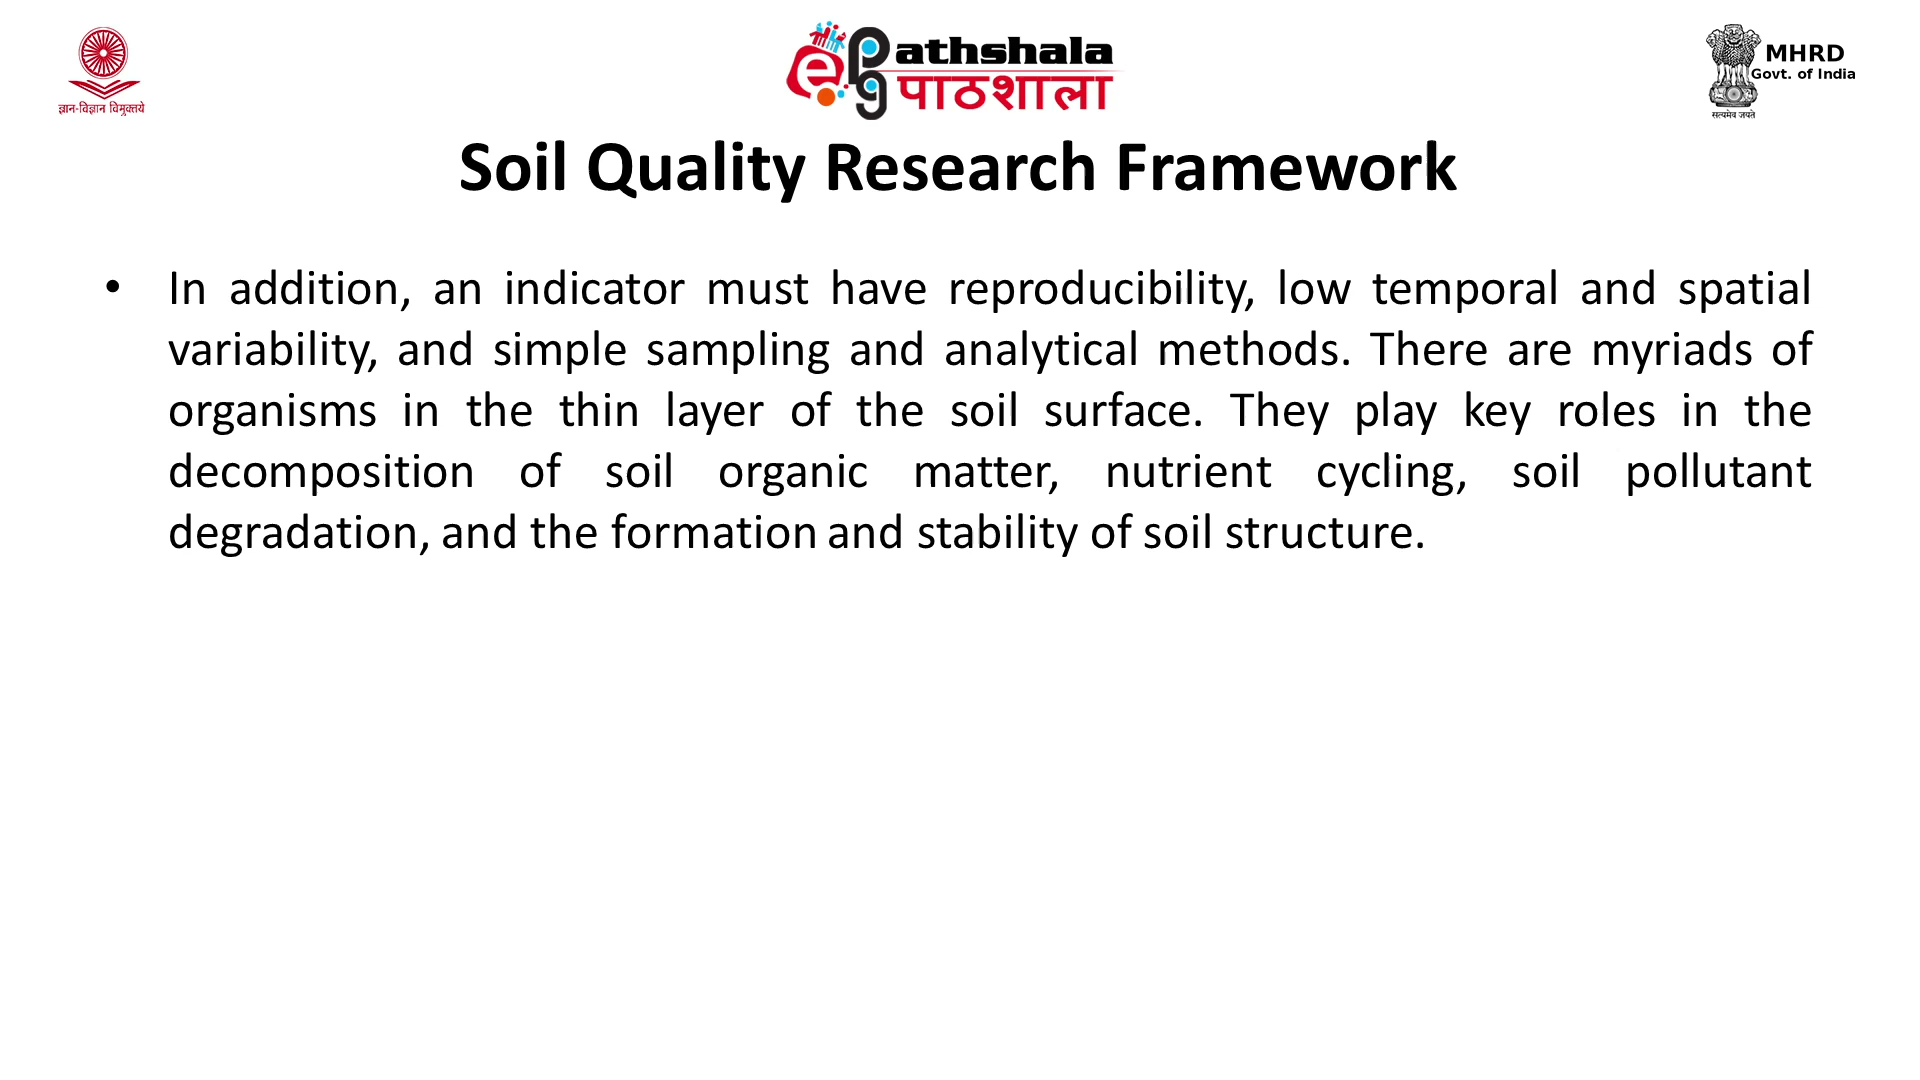 ज्ञान-विज्ञान विमुक्तये
e
pg
athshala
पाठशाला
MHRD
Govt. of India
सत्यमेव जयते
Soil Quality Research Framework
• In addition, an indicator must have reproducibility, low temporal and spatial
variability, and simple sampling and analytical methods. There are myriads of
organisms in the thin layer of the soil surface. They play key roles in the
decomposition of soil organic matter, nutrient cycling, soil pollutant
degradation, and the formation and stability of soil structure.